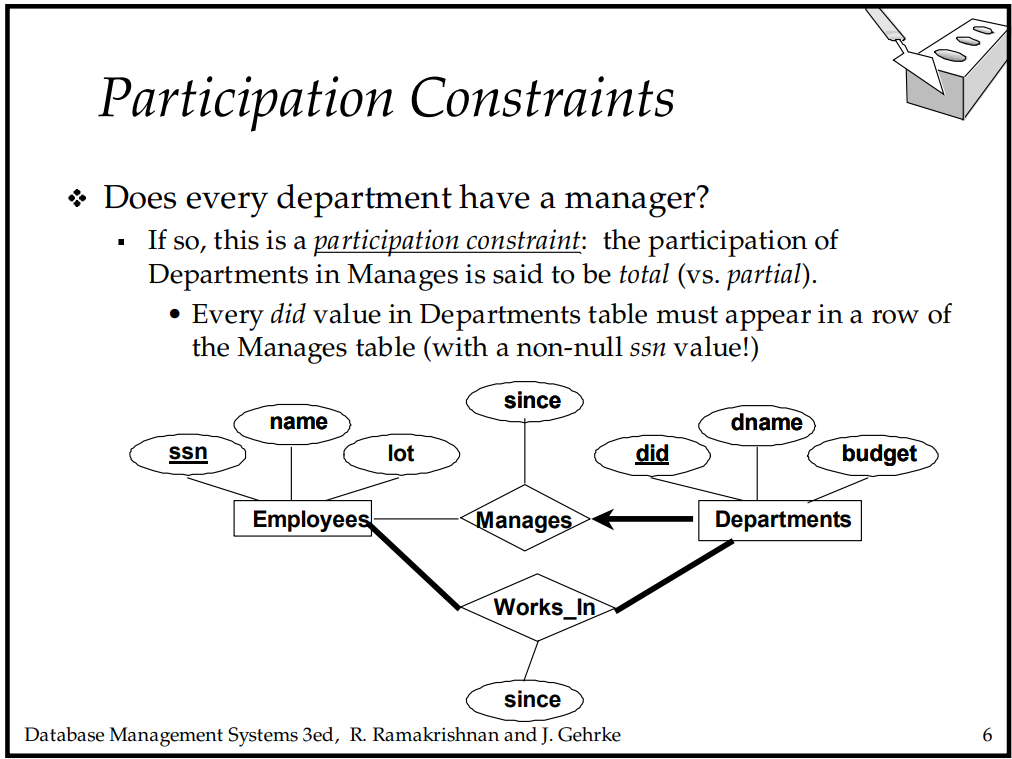 Participation Constraints
❖ Does every department have a manager?
▪ If so, this is a participation constraint: the participation of
Departments in Manages is said to be total (vs. partial).
• Every did value in Departments table must appear in a row of
the Manages table (with a non-null ssn value!)
since
name
dname
ssn
lot
did
budget
Employees
Manages
Departments
Works_In
since
Database Management Systems 3ed, R. Ramakrishnan and J. Gehrke
6